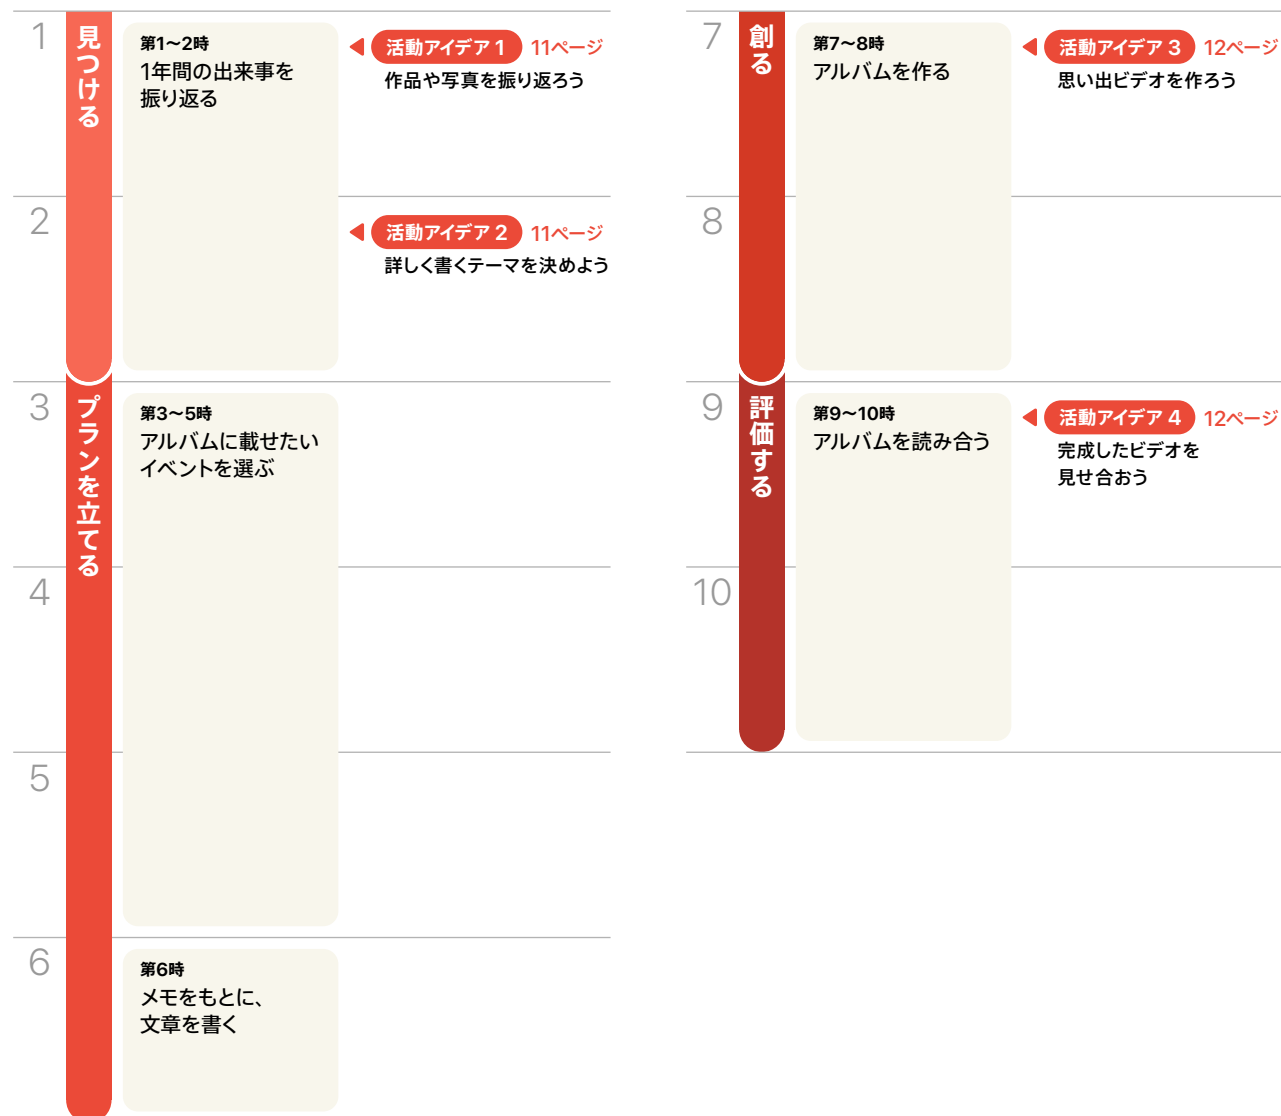 1
見つける
第1〜2時
1年間の出来事を
振り返る
活動アイデア 1 11ページ
作品や写真を振り返ろう
2
活動アイデア 2 11ページ
詳しく書くテーマを決めよう
3
プランを立てる
第3〜5時
アルバムに載せたい
イベントを選ぶ
4
5
6
第6時
メモをもとに、
文章を書く
7
創る
第7〜8時
アルバムを作る
活動アイデア 3 12ページ
思い出ビデオを作ろう
8
9
評価する
第9〜10時
アルバムを読み合う
活動アイデア 4 12ページ
完成したビデオを
見せ合おう
10